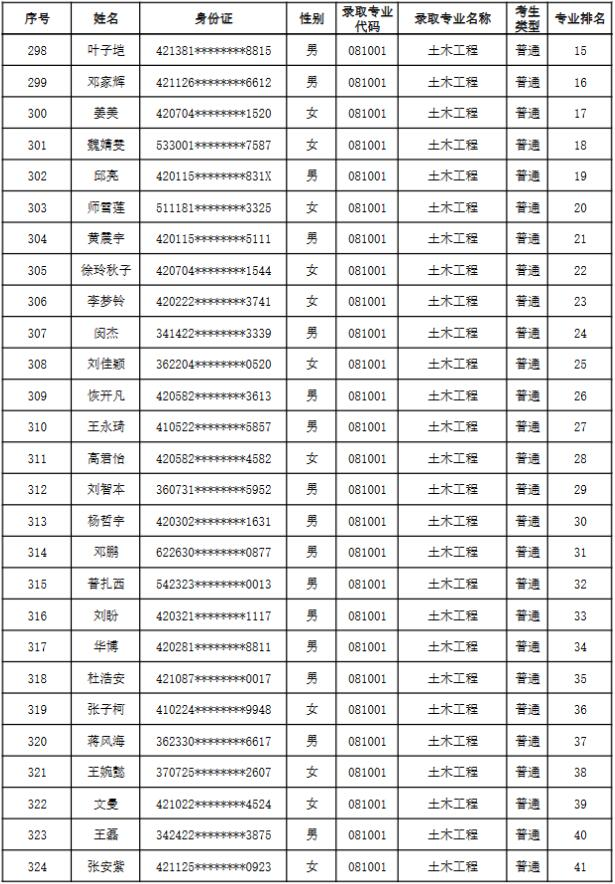 序号 姓名 身份证 性别 录取专业代码 录取专业名称 考生类型 专业排名
298 叶子垲 421381********8815 男 081001 土木工程 普通 15
299 邓家辉 421126********6612 男 081001 土木工程 普通 16
300 姜美 420704********1520 女 081001 土木工程 普通 17
301 魏婧雯 533001********7587 女 081001 土木工程 普通 18
302 邱亮 420115********831X 男 081001 土木工程 普通 19
303 师雪莲 511181********3325 女 081001 土木工程 普通 20
304 黄震宇 420115********5111 男 081001 土木工程 普通 21
305 徐玲秋子 420704********1544 女 081001 土木工程 普通 22
306 李梦铃 420222********3741 女 081001 土木工程 普通 23
307 闵杰 341422********3339 男 081001 土木工程 普通 24
308 刘佳颖 362204********0520 女 081001 土木工程 普通 25
309 恢开凡 420582********3613 男 081001 土木工程 普通 26
310 王永琦 410522********5857 男 081001 土木工程 普通 27
311 高君怡 420582********4582 女 081001 土木工程 普通 28
312 刘智本 360731********5952 男 081001 土木工程 普通 29
313 杨哲宇 420302********1631 男 081001 土木工程 普通 30
314 邓鹏 622630********0877 男 081001 土木工程 普通 31
315 普扎西 542323********0013 男 081001 土木工程 普通 32
316 刘盼 420321********1117 男 081001 土木工程 普通 33
317 华博 420281********8811 男 081001 土木工程 普通 34
318 杜浩安 421087********0017 男 081001 土木工程 普通 35
319 张子柯 410224********9948 女 081001 土木工程 普通 36
320 蒋风海 362330********6617 男 081001 土木工程 普通 37
321 王婉懿 370725********2607 女 081001 土木工程 普通 38
322 文曼 421022********4524 女 081001 土木工程 普通 39
323 王磊 342422********3875 男 081001 土木工程 普通 40
324 张安紫 421125********0923 女 081001 土木工程 普通 41